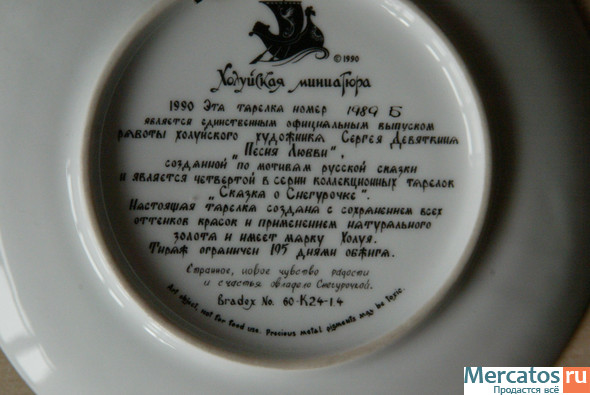 ©1990
Холуйская миниатюра
1990 Эта тарелка номер 1989 Б
является единственным официальным выпуском
работы холуйского художника Сергея Девяткина
"Песня Любви",
созданной по мотивам русской сказки
и является четвертой в серии коллекционных тарелок
"Сказка о Снегурочке".
Настоящая тарелка создана с сохранением всех
оттенков красок и применением натурального
золота и имеет марку Холуя.
Тираж ограничен 195 днями обжига.
Странное, новое чувство радости
и счастья овладело Снегурочкой.
Bradex No. 60-K24-1.4
Art object, not for food use. Precious metal pigments may be toxic.
Mercatos.ru
Продастся всё